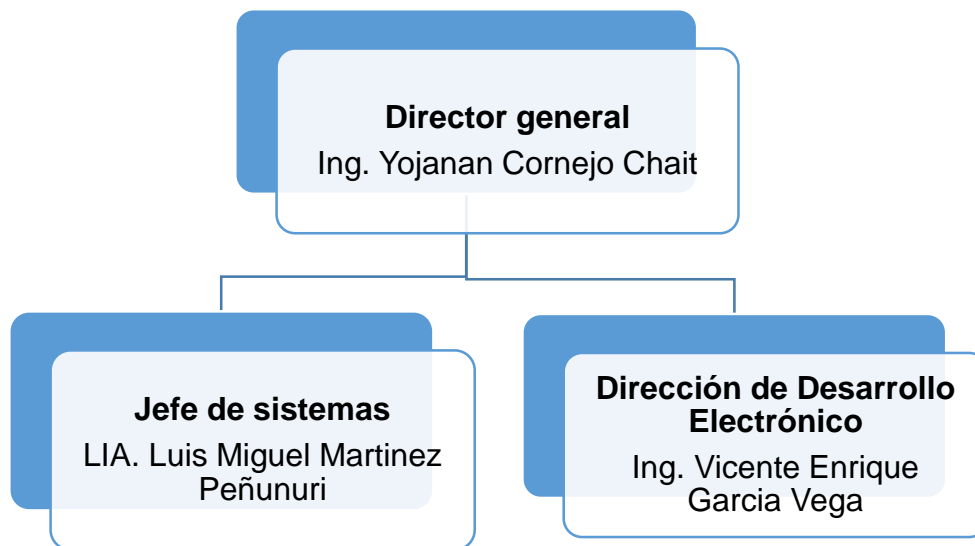 Director general
Ing. Yojanan Cornejo Chait
Jefe de sistemas
LIA. Luis Miguel Martinez
Peñunuri
Dirección de Desarrollo
Electrónico
Ing. Vicente Enrique
Garcia Vega